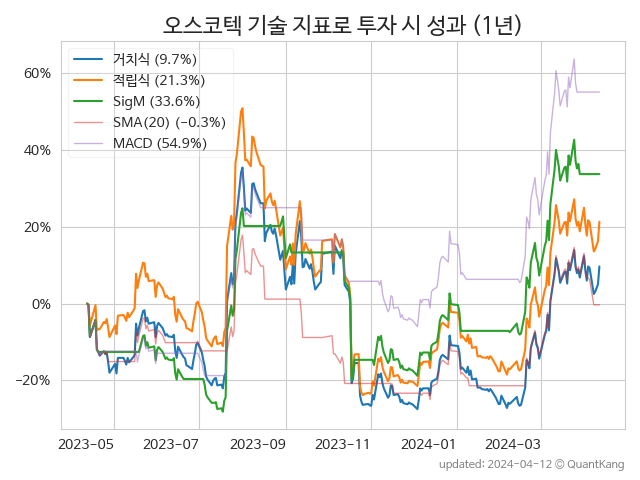 오스코텍 기술 지표로 투자 시 성과 (1년)
거치식 (9.7%)
적립식 (21.3%)
SigM (33.6%)
SMA(20) (−0.3%)
MACD (54.9%)
60%
40%
20%
0%
−20%
2023-05 2023-07 2023-09 2023-11 2024-01 2024-03
updated: 2024-04-12 © QuantKang